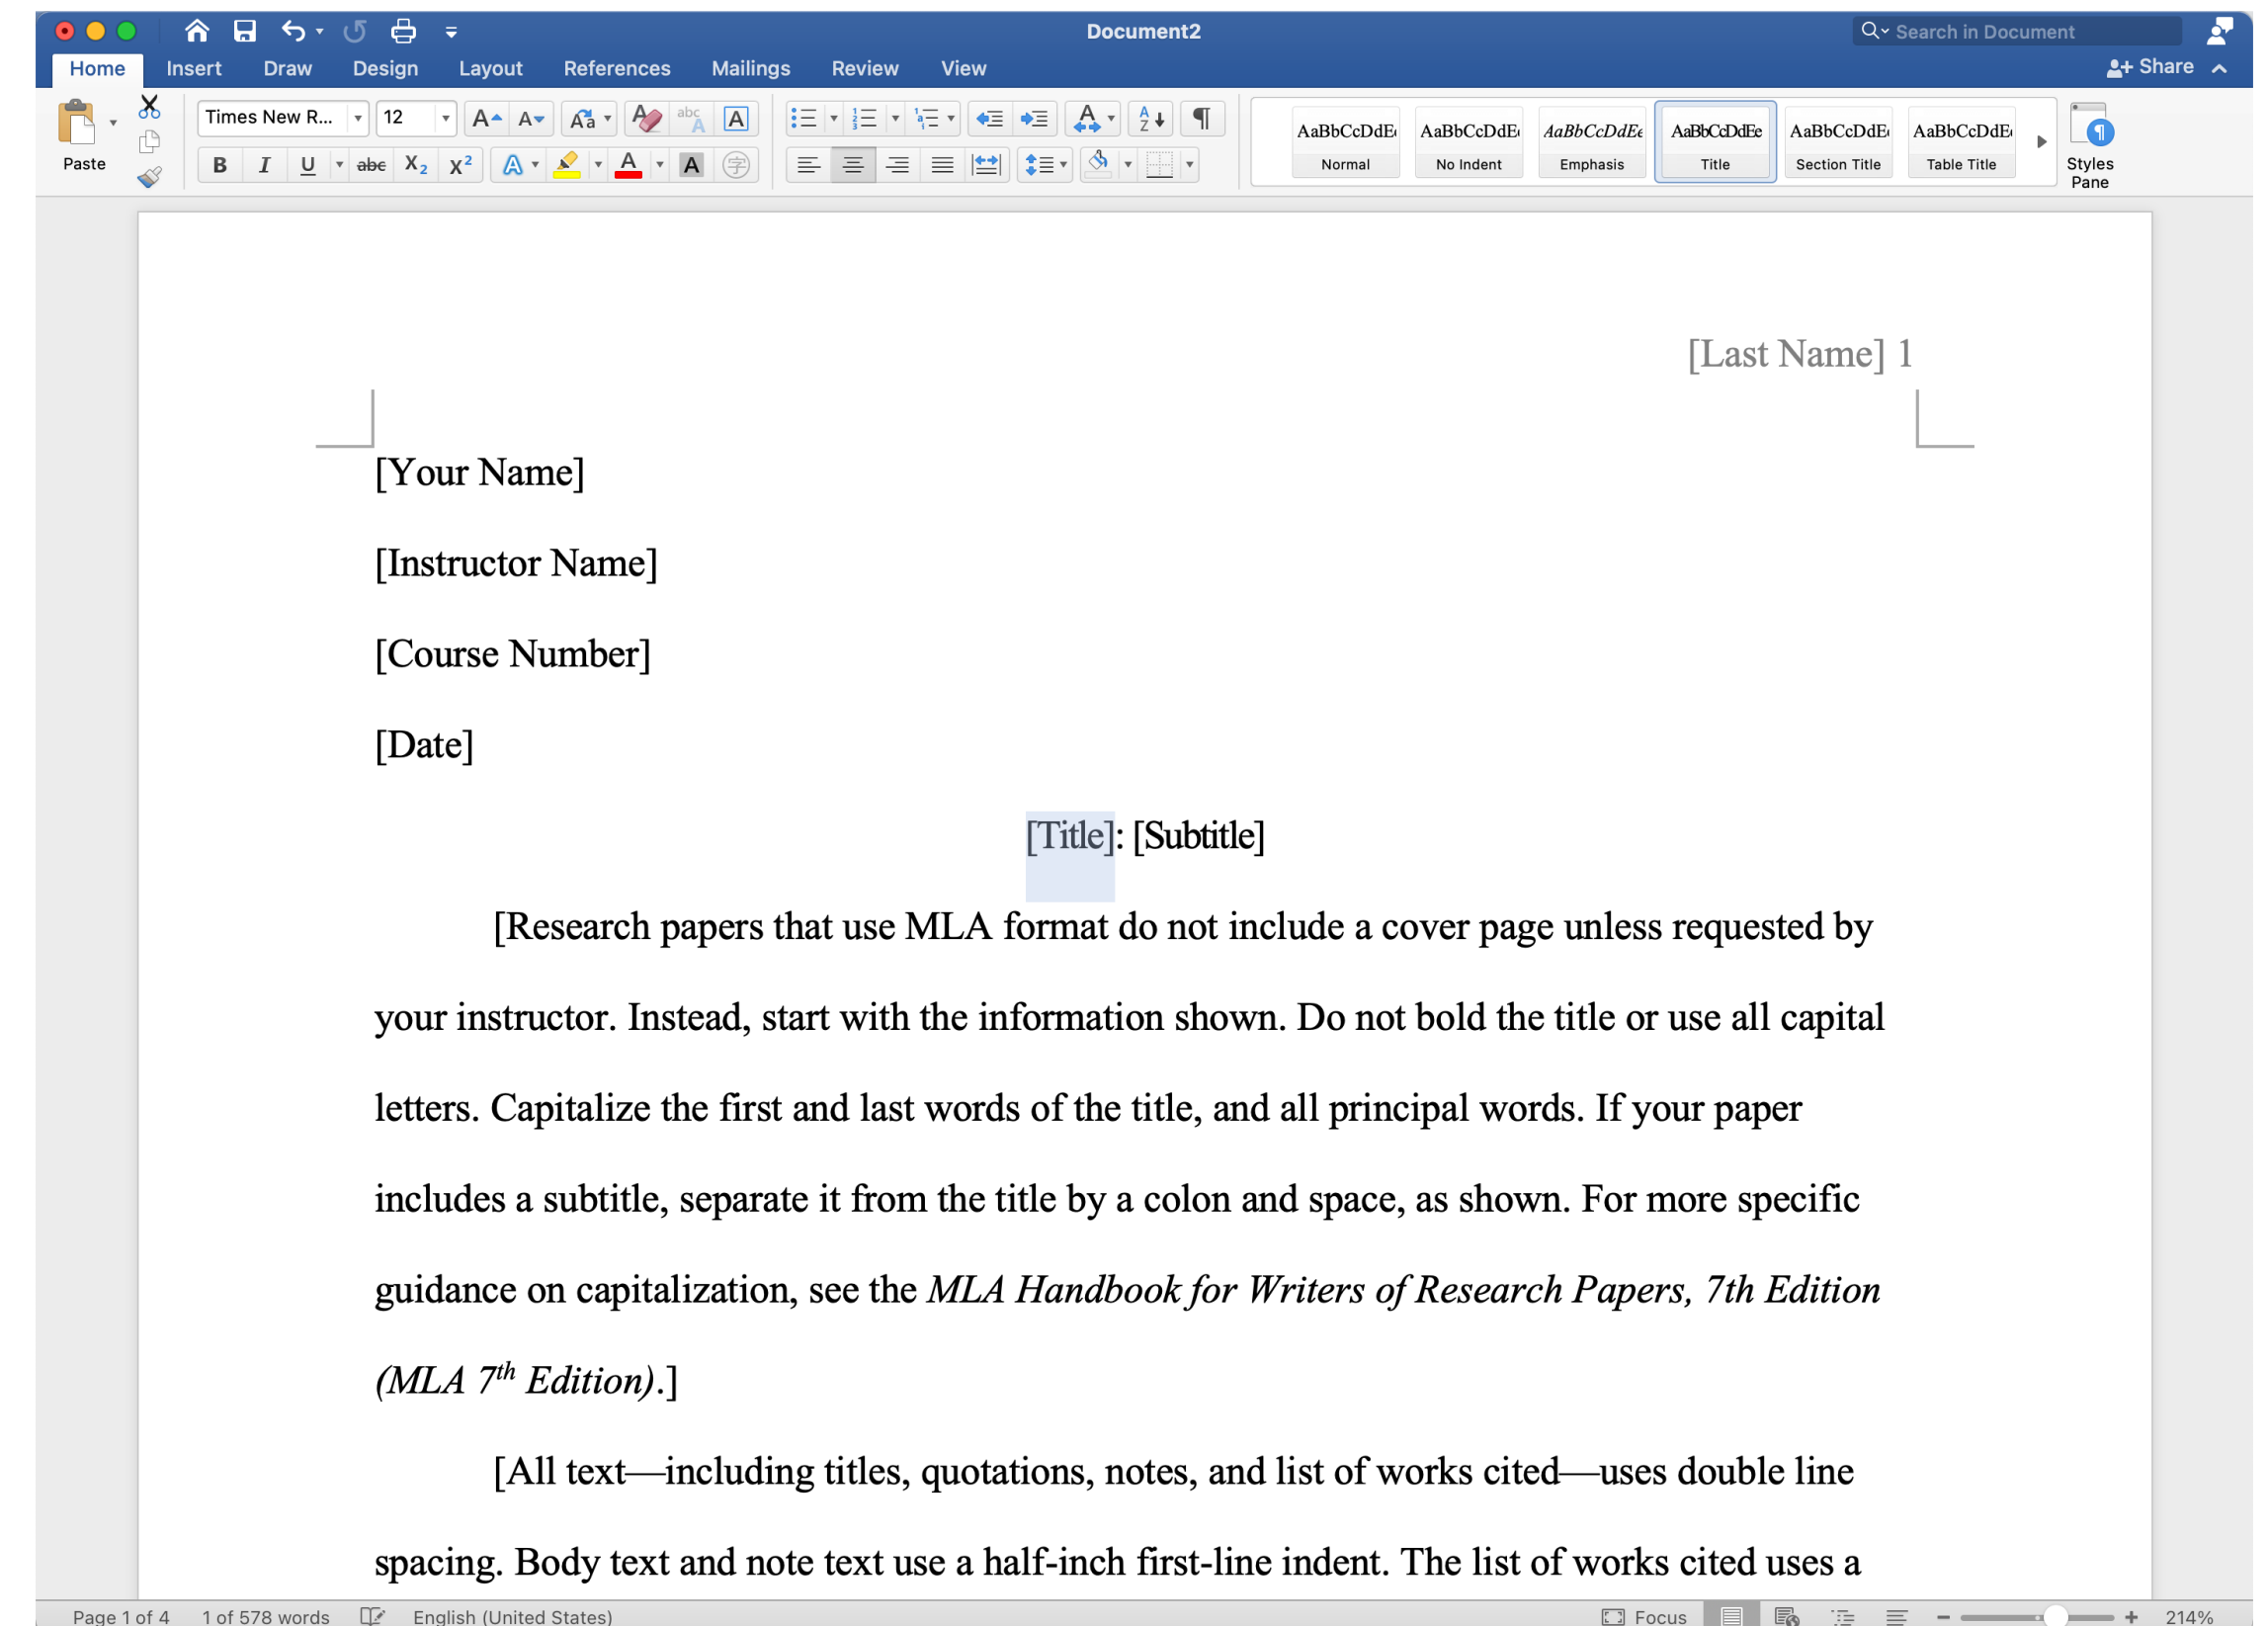 Document2
Search in Document
Home Insert Draw Design Layout References Mailings Review View
Share
Paste
Times New R... 12
AaBbCcDdE AaBbCcDdE AaBbCcDdEe AaBbCcDdEe AaBbCcDdE AaBbCcDdE
Normal No Indent Emphasis Title Section Title Table Title
Styles
Pane
[Last Name] 1
[Your Name]
[Instructor Name]
[Course Number]
[Date]
[Title]: [Subtitle]
[Research papers that use MLA format do not include a cover page unless requested by
your instructor. Instead, start with the information shown. Do not bold the title or use all capital
letters. Capitalize the first and last words of the title, and all principal words. If your paper
includes a subtitle, separate it from the title by a colon and space, as shown. For more specific
guidance on capitalization, see the MLA Handbook for Writers of Research Papers, 7th Edition
(MLA 7th Edition).]
[All text—including titles, quotations, notes, and list of works cited—uses double line
spacing. Body text and note text use a half-inch first-line indent. The list of works cited uses a
Page 1 of 4 1 of 578 words English (United States) Focus 214%